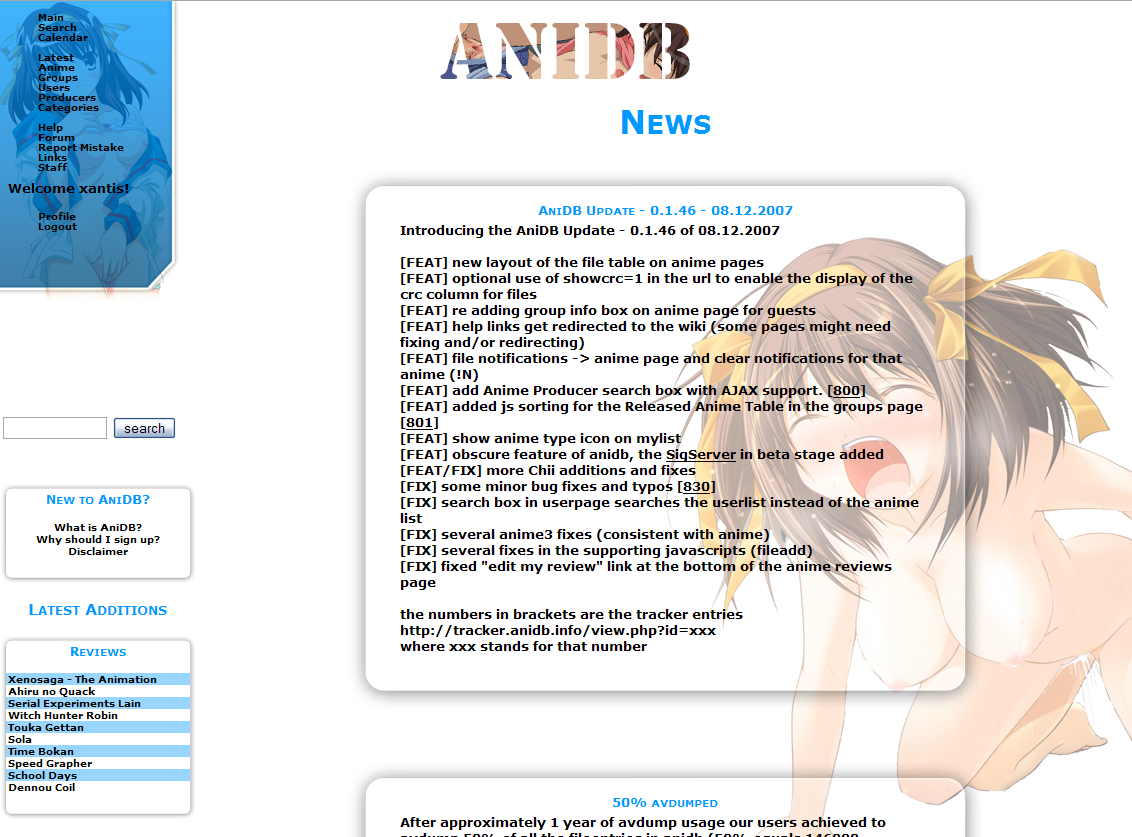 Main
Search
Calendar
Latest
Anime
Groups
Users
Producers
Categories
Help
Forum
Report Mistake
Links
Staff
Welcome xantis!
Profile
Logout
search
New to AniDB?
What is AniDB?
Why should I sign up?
Disclaimer
Latest Additions
Reviews
Xenosaga - The Animation
Ahiru no Quack
Serial Experiments Lain
Witch Hunter Robin
Touka Gettan
Sola
Time Bokan
Speed Grapher
School Days
Dennou Coil
ANIDB
News
AniDB Update - 0.1.46 - 08.12.2007
Introducing the AniDB Update - 0.1.46 of 08.12.2007
[FEAT] new layout of the file table on anime pages
[FEAT] optional use of showcrc=1 in the url to enable the display of the
crc column for files
[FEAT] re adding group info box on anime page for guests
[FEAT] help links get redirected to the wiki (some pages might need
fixing and/or redirecting)
[FEAT] file notifications -> anime page and clear notifications for that
anime (!N)
[FEAT] add Anime Producer search box with AJAX support. [800]
[FEAT] added js sorting for the Released Anime Table in the groups page
[801]
[FEAT] show anime type icon on mylist
[FEAT] obscure feature of anidb, the SigServer in beta stage added
[FEAT/FIX] more Chii additions and fixes
[FIX] some minor bug fixes and typos [830]
[FIX] search box in userpage searches the userlist instead of the anime
list
[FIX] several anime3 fixes (consistent with anime)
[FIX] several fixes in the supporting javascripts (fileadd)
[FIX] fixed "edit my review" link at the bottom of the anime reviews
page
the numbers in brackets are the tracker entries
http://tracker.anidb.info/view.php?id=xxx
where xxx stands for that number
50% avdumped
After approximately 1 year of avdump usage our users achieved to
avdump 50% of all the fileentries in anidb (50% equals